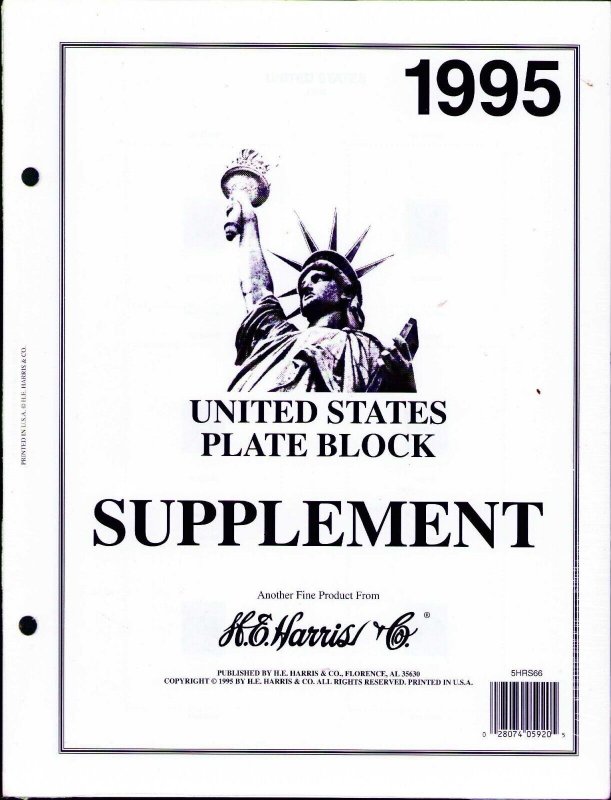 1995
UNITED STATES
PLATE BLOCK
SUPPLEMENT
Another Fine Product From
H.E. Harris & Co. ®
PUBLISHED BY H.E. HARRIS & CO., FLORENCE, AL 35630
COPYRIGHT © 1995 BY H.E. HARRIS & CO. ALL RIGHTS RESERVED. PRINTED IN U.S.A.
5HRS66
0 28074 05920 5
PRINTED IN U.S.A. © H.E. HARRIS & CO.